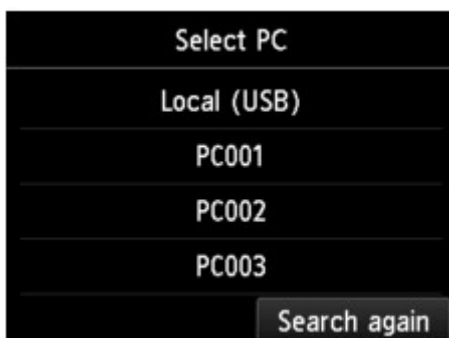 Select PC
Local (USB)
PC001
PC002
PC003
Search again